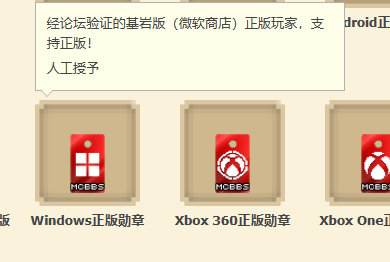 经论坛验证的基岩版（微软商店）正版玩家，支
持正版！
人工授予
droid正
MCBBS
MCBBS
MCBBS
版
Windows正版勋章
Xbox 360正版勋章
Xbox One正